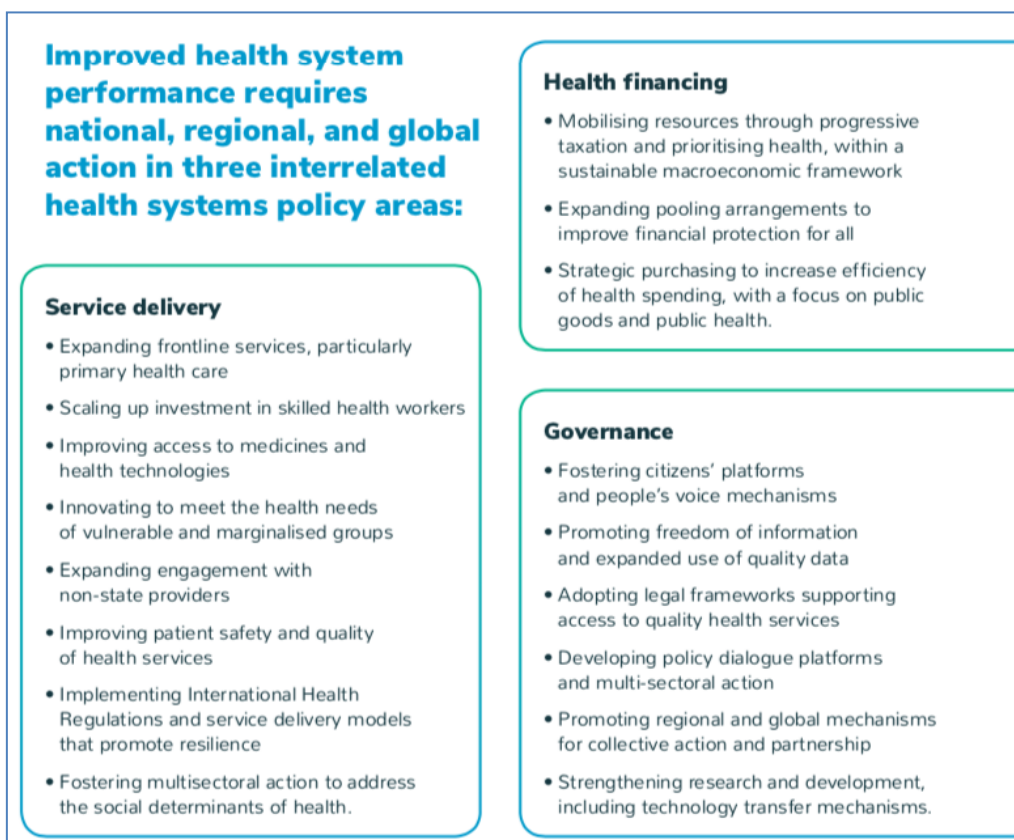 Improved health system
performance requires
national, regional, and global
action in three interrelated
health systems policy areas:
Service delivery
• Expanding frontline services, particularly
primary health care
• Scaling up investment in skilled health workers
• Improving access to medicines and
health technologies
• Innovating to meet the health needs
of vulnerable and marginalised groups
• Expanding engagement with
non-state providers
• Improving patient safety and quality
of health services
• Implementing International Health
Regulations and service delivery models
that promote resilience
• Fostering multisectoral action to address
the social determinants of health.
Health financing
• Mobilising resources through progressive
taxation and prioritising health, within a
sustainable macroeconomic framework
• Expanding pooling arrangements to
improve financial protection for all
• Strategic purchasing to increase efficiency
of health spending, with a focus on public
goods and public health.
Governance
• Fostering citizens’ platforms
and people’s voice mechanisms
• Promoting freedom of information
and expanded use of quality data
• Adopting legal frameworks supporting
access to quality health services
• Developing policy dialogue platforms
and multi-sectoral action
• Promoting regional and global mechanisms
for collective action and partnership
• Strengthening research and development,
including technology transfer mechanisms.